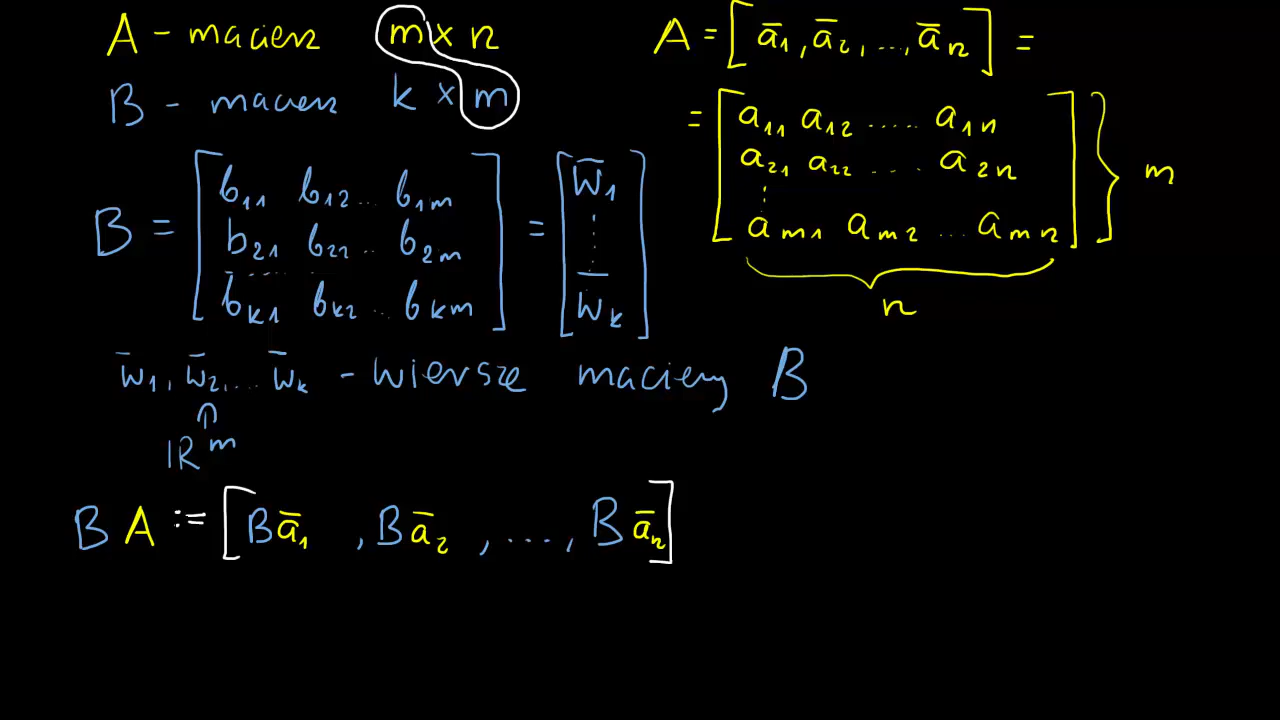 A - macierz m × n
B - macierz k × m
A = [ā₁, ā₂, ..., āₙ] =
= [a₁₁ a₁₂ ..... a₁ₙ
a₂₁ a₂₂ .... a₂ₙ
⋮
aₘ₁ aₘ₂ ... aₘₙ] } m
n
B = [b₁₁ b₁₂ ... b₁ₘ
b₂₁ b₂₂ ... b₂ₘ
...........
bₖ₁ bₖ₂ ... bₖₘ] = [w̄₁
⋮
w̄ₖ]
w̄₁, w̄₂, ... w̄ₖ - wiersze macierzy B
⇑
ℝᵐ
B A := [Bā₁, Bā₂, ...., Bāₙ]